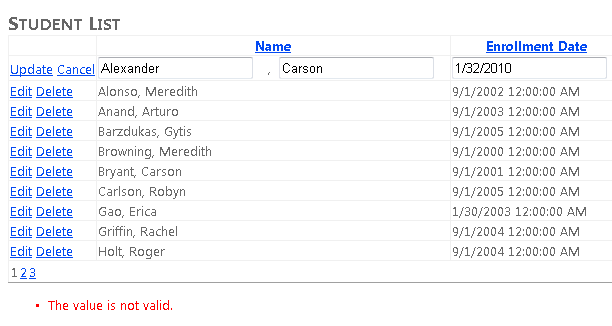 STUDENT LIST
Name Enrollment Date
Update Cancel Alexander , Carson 1/32/2010
Edit Delete Alonso, Meredith 9/1/2002 12:00:00 AM
Edit Delete Anand, Arturo 9/1/2003 12:00:00 AM
Edit Delete Barzdukas, Gytis 9/1/2005 12:00:00 AM
Edit Delete Browning, Meredith 9/1/2000 12:00:00 AM
Edit Delete Bryant, Carson 9/1/2001 12:00:00 AM
Edit Delete Carlson, Robyn 9/1/2005 12:00:00 AM
Edit Delete Gao, Erica 1/30/2003 12:00:00 AM
Edit Delete Griffin, Rachel 9/1/2004 12:00:00 AM
Edit Delete Holt, Roger 9/1/2004 12:00:00 AM
1 2 3
• The value is not valid.